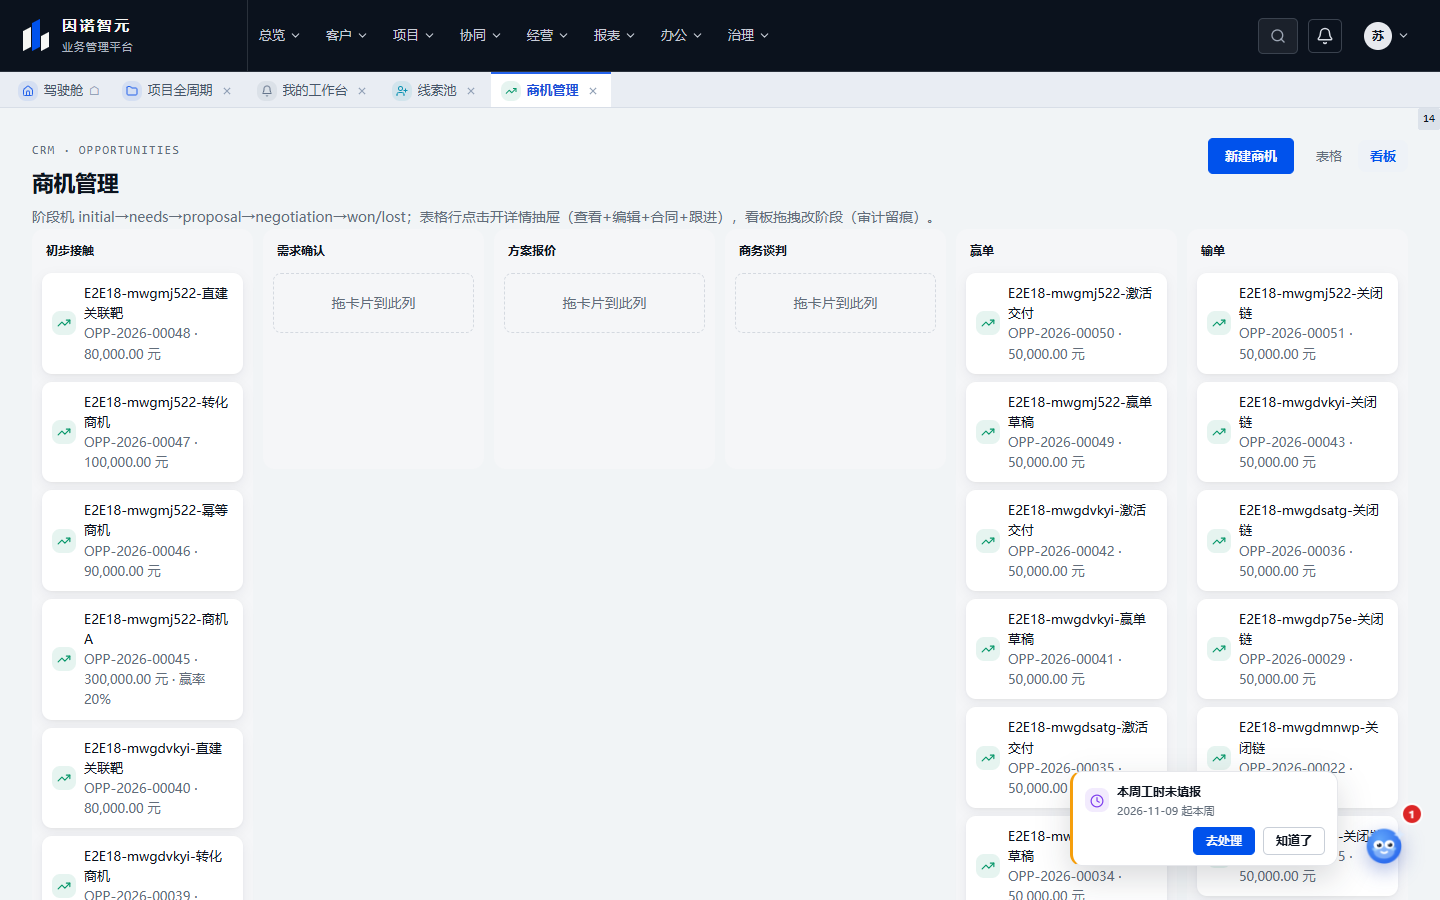 因诺智元
业务管理平台
总览 客户 项目 协同 经营 报表 办公 治理
苏
驾驶舱 项目全周期 我的工作台 线索池 商机管理
14
CRM · OPPORTUNITIES
商机管理
新建商机 表格 看板
阶段机 initial→needs→proposal→negotiation→won/lost；表格行点击开详情抽屉（查看+编辑+合同+跟进），看板拖拽改阶段（审计留痕）。
初步接触
E2E18-mwgmj522-直建
关联靶
OPP-2026-00048 ·
80,000.00 元
E2E18-mwgmj522-转化
商机
OPP-2026-00047 ·
100,000.00 元
E2E18-mwgmj522-幂等
商机
OPP-2026-00046 ·
90,000.00 元
E2E18-mwgmj522-商机
A
OPP-2026-00045 ·
300,000.00 元 · 赢率
20%
E2E18-mwgdvkyi-直建
关联靶
OPP-2026-00040 ·
80,000.00 元
E2E18-mwgdvkyi-转化
商机
OPP-2026-00039 ·
需求确认
拖卡片到此列
方案报价
拖卡片到此列
商务谈判
拖卡片到此列
赢单
E2E18-mwgmj522-激活
交付
OPP-2026-00050 ·
50,000.00 元
E2E18-mwgmj522-赢单
草稿
OPP-2026-00049 ·
50,000.00 元
E2E18-mwgdvkyi-激活
交付
OPP-2026-00042 ·
50,000.00 元
E2E18-mwgdvkyi-赢单
草稿
OPP-2026-00041 ·
50,000.00 元
E2E18-mwgdsatg-激活
交付
OPP-2026-00035 ·
50,000.00
E2E18-mw
草稿
OPP-2026-00034 ·
50,000.00 元
输单
E2E18-mwgmj522-关闭
链
OPP-2026-00051 ·
50,000.00 元
E2E18-mwgdvkyi-关闭
链
OPP-2026-00043 ·
50,000.00 元
E2E18-mwgdsatg-关闭
链
OPP-2026-00036 ·
50,000.00 元
E2E18-mwgdp75e-关闭
链
OPP-2026-00029 ·
50,000.00 元
E2E18-mwgdmnwp-关
闭链
OPP-2026-00022 ·
-关闭
5 ·
50,000.00 元
本周工时未填报
2026-11-09 起本周
去处理 知道了
1